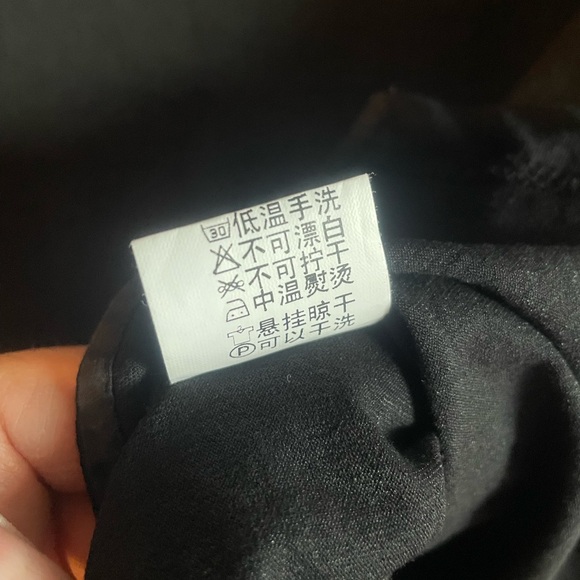 30 低温手洗
不可漂白
不可拧干
中温熨烫
悬挂晾干
P 可以干洗